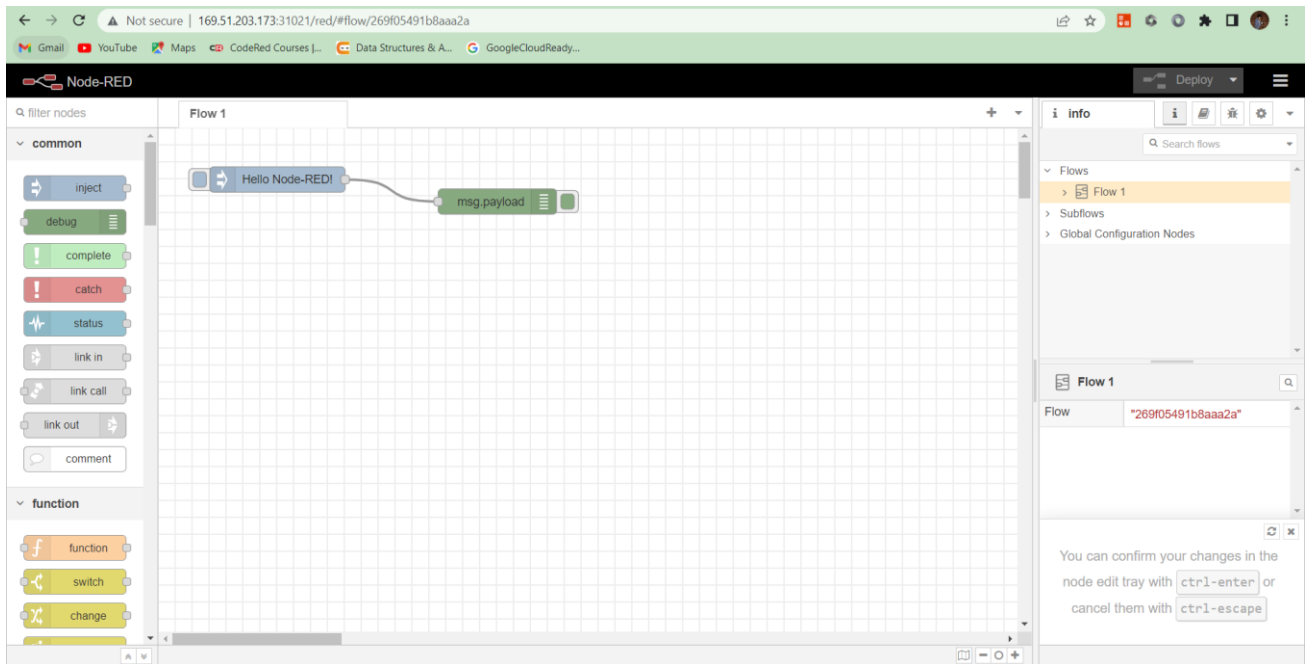 Not secure | 169.51.203.173:31021/red/#flow/269f05491b8aaa2a
Gmail YouTube Maps CodeRed Courses |... Data Structures & A... GoogleCloudReady...
Node-RED Deploy
filter nodes
Flow 1
info
Search flows
common
inject
debug
complete
catch
status
link in
link call
link out
comment
function
function
switch
change
Hello Node-RED!
msg.payload
Flows
Flow 1
Subflows
Global Configuration Nodes
Flow 1
Flow "269f05491b8aaa2a"
You can confirm your changes in the
node edit tray with ctrl-enter or
cancel them with ctrl-escape